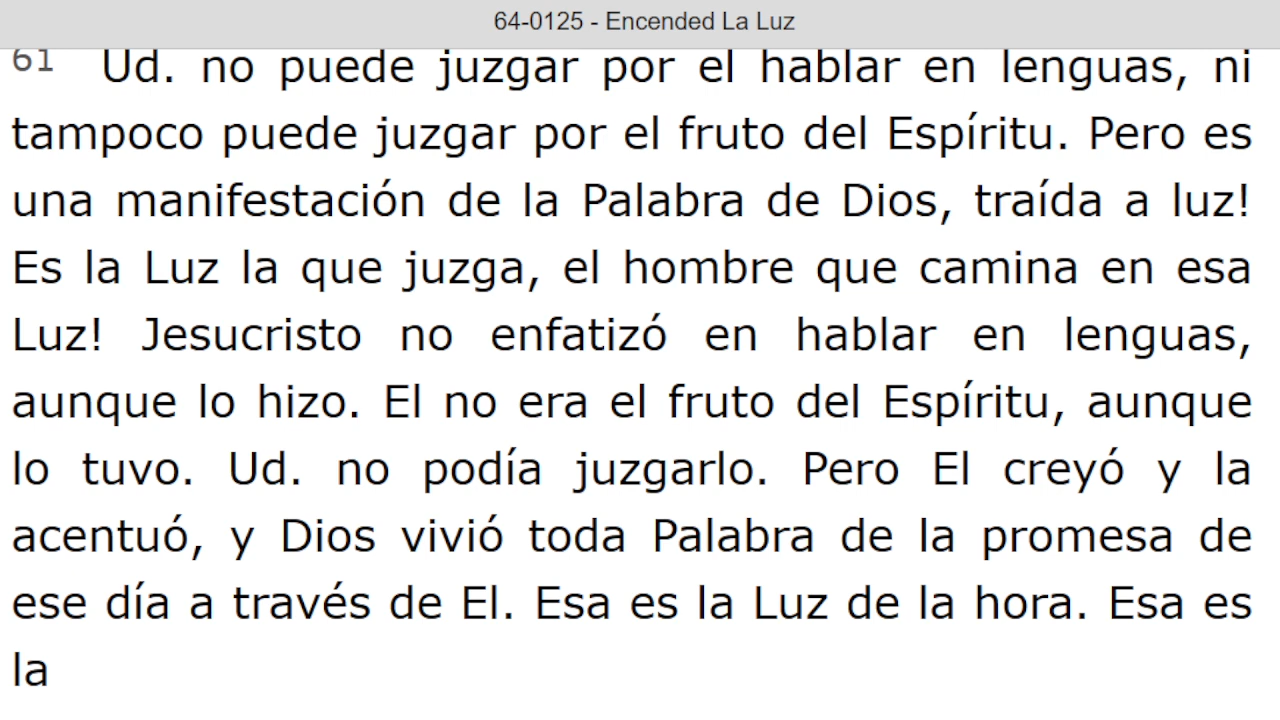 64-0125 - Encended La Luz
61 Ud. no puede juzgar por el hablar en lenguas, ni
tampoco puede juzgar por el fruto del Espíritu. Pero es
una manifestación de la Palabra de Dios, traída a luz!
Es la Luz la que juzga, el hombre que camina en esa
Luz! Jesucristo no enfatizó en hablar en lenguas,
aunque lo hizo. El no era el fruto del Espíritu, aunque
lo tuvo. Ud. no podía juzgarlo. Pero El creyó y la
acentuó, y Dios vivió toda Palabra de la promesa de
ese día a través de El. Esa es la Luz de la hora. Esa es
la